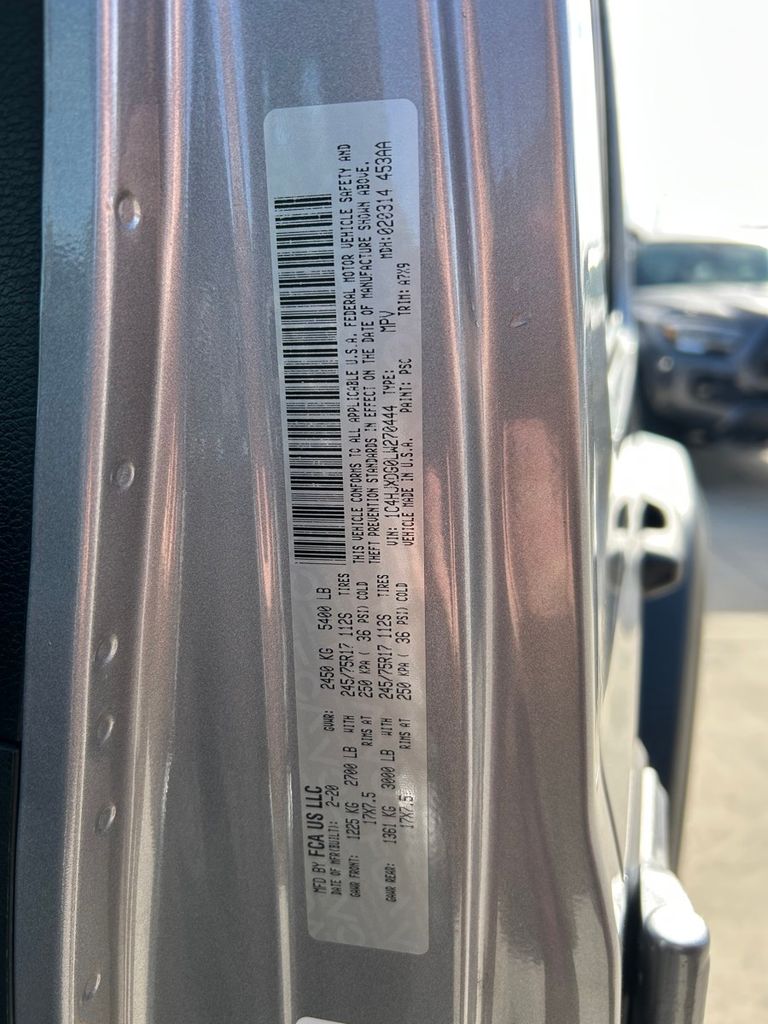 MFD BY FCA US LLC
DATE OF MFR(BUILT): 2-20 GVWR: 2450 KG 5400 LB
GAWR FRONT: 1225 KG 2700 LB WITH 245/75R17 112S TIRES
17X7.5 RIMS AT 250 KPA ( 36 PSI) COLD
GAWR REAR: 1361 KG 3000 LB WITH 245/75R17 112S TIRES
17X7.5 RIMS AT 250 KPA ( 36 PSI) COLD
THIS VEHICLE CONFORMS TO ALL APPLICABLE U.S.A. FEDERAL MOTOR VEHICLE SAFETY AND
THEFT PREVENTION STANDARDS IN EFFECT ON THE DATE OF MANUFACTURE SHOWN ABOVE.
VIN: 1C4HJXDG0LW270444 TYPE: MPV MDH:020314 453AA
VEHICLE MADE IN U.S.A. PAINT: PSC TRIM: A7X9